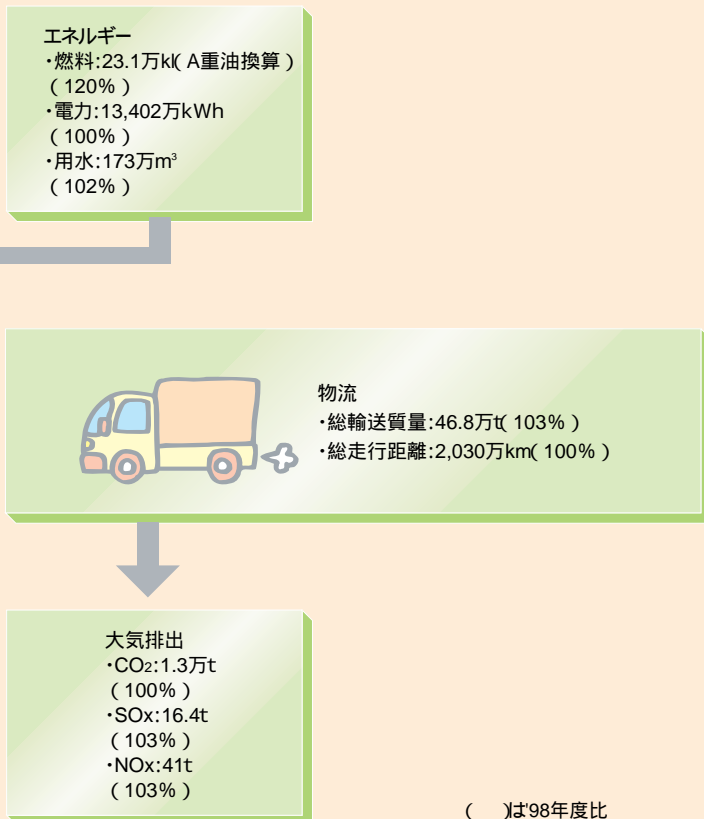 エネルギー
・燃料:23.1万kl( A重油換算 )
( 120% )
・電力:13,402万kWh
( 100% )
・用水:173万m³
( 102% )
物流
・総輸送質量:46.8万t( 103% )
・総走行距離:2,030万km( 100% )
大気排出
・CO₂:1.3万t
( 100% )
・SOx:16.4t
( 103% )
・NOx:41t
( 103% )
(　)は'98年度比